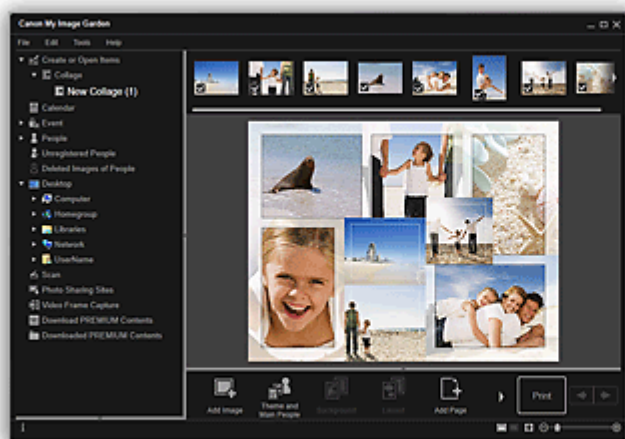 Canon My Image Garden
File Edit Tools Help
Create or Open Items
Collage
New Collage (1)
Calendar
Event
People
Unregistered People
Deleted Images of People
Desktop
Computer
Homegroup
Libraries
Network
UserName
Scan
Photo Sharing Sites
Video Frame Capture
Download PREMIUM Contents
Downloaded PREMIUM Contents
Add Image
Theme and
Main People
Background
Layout
Add Page
Print